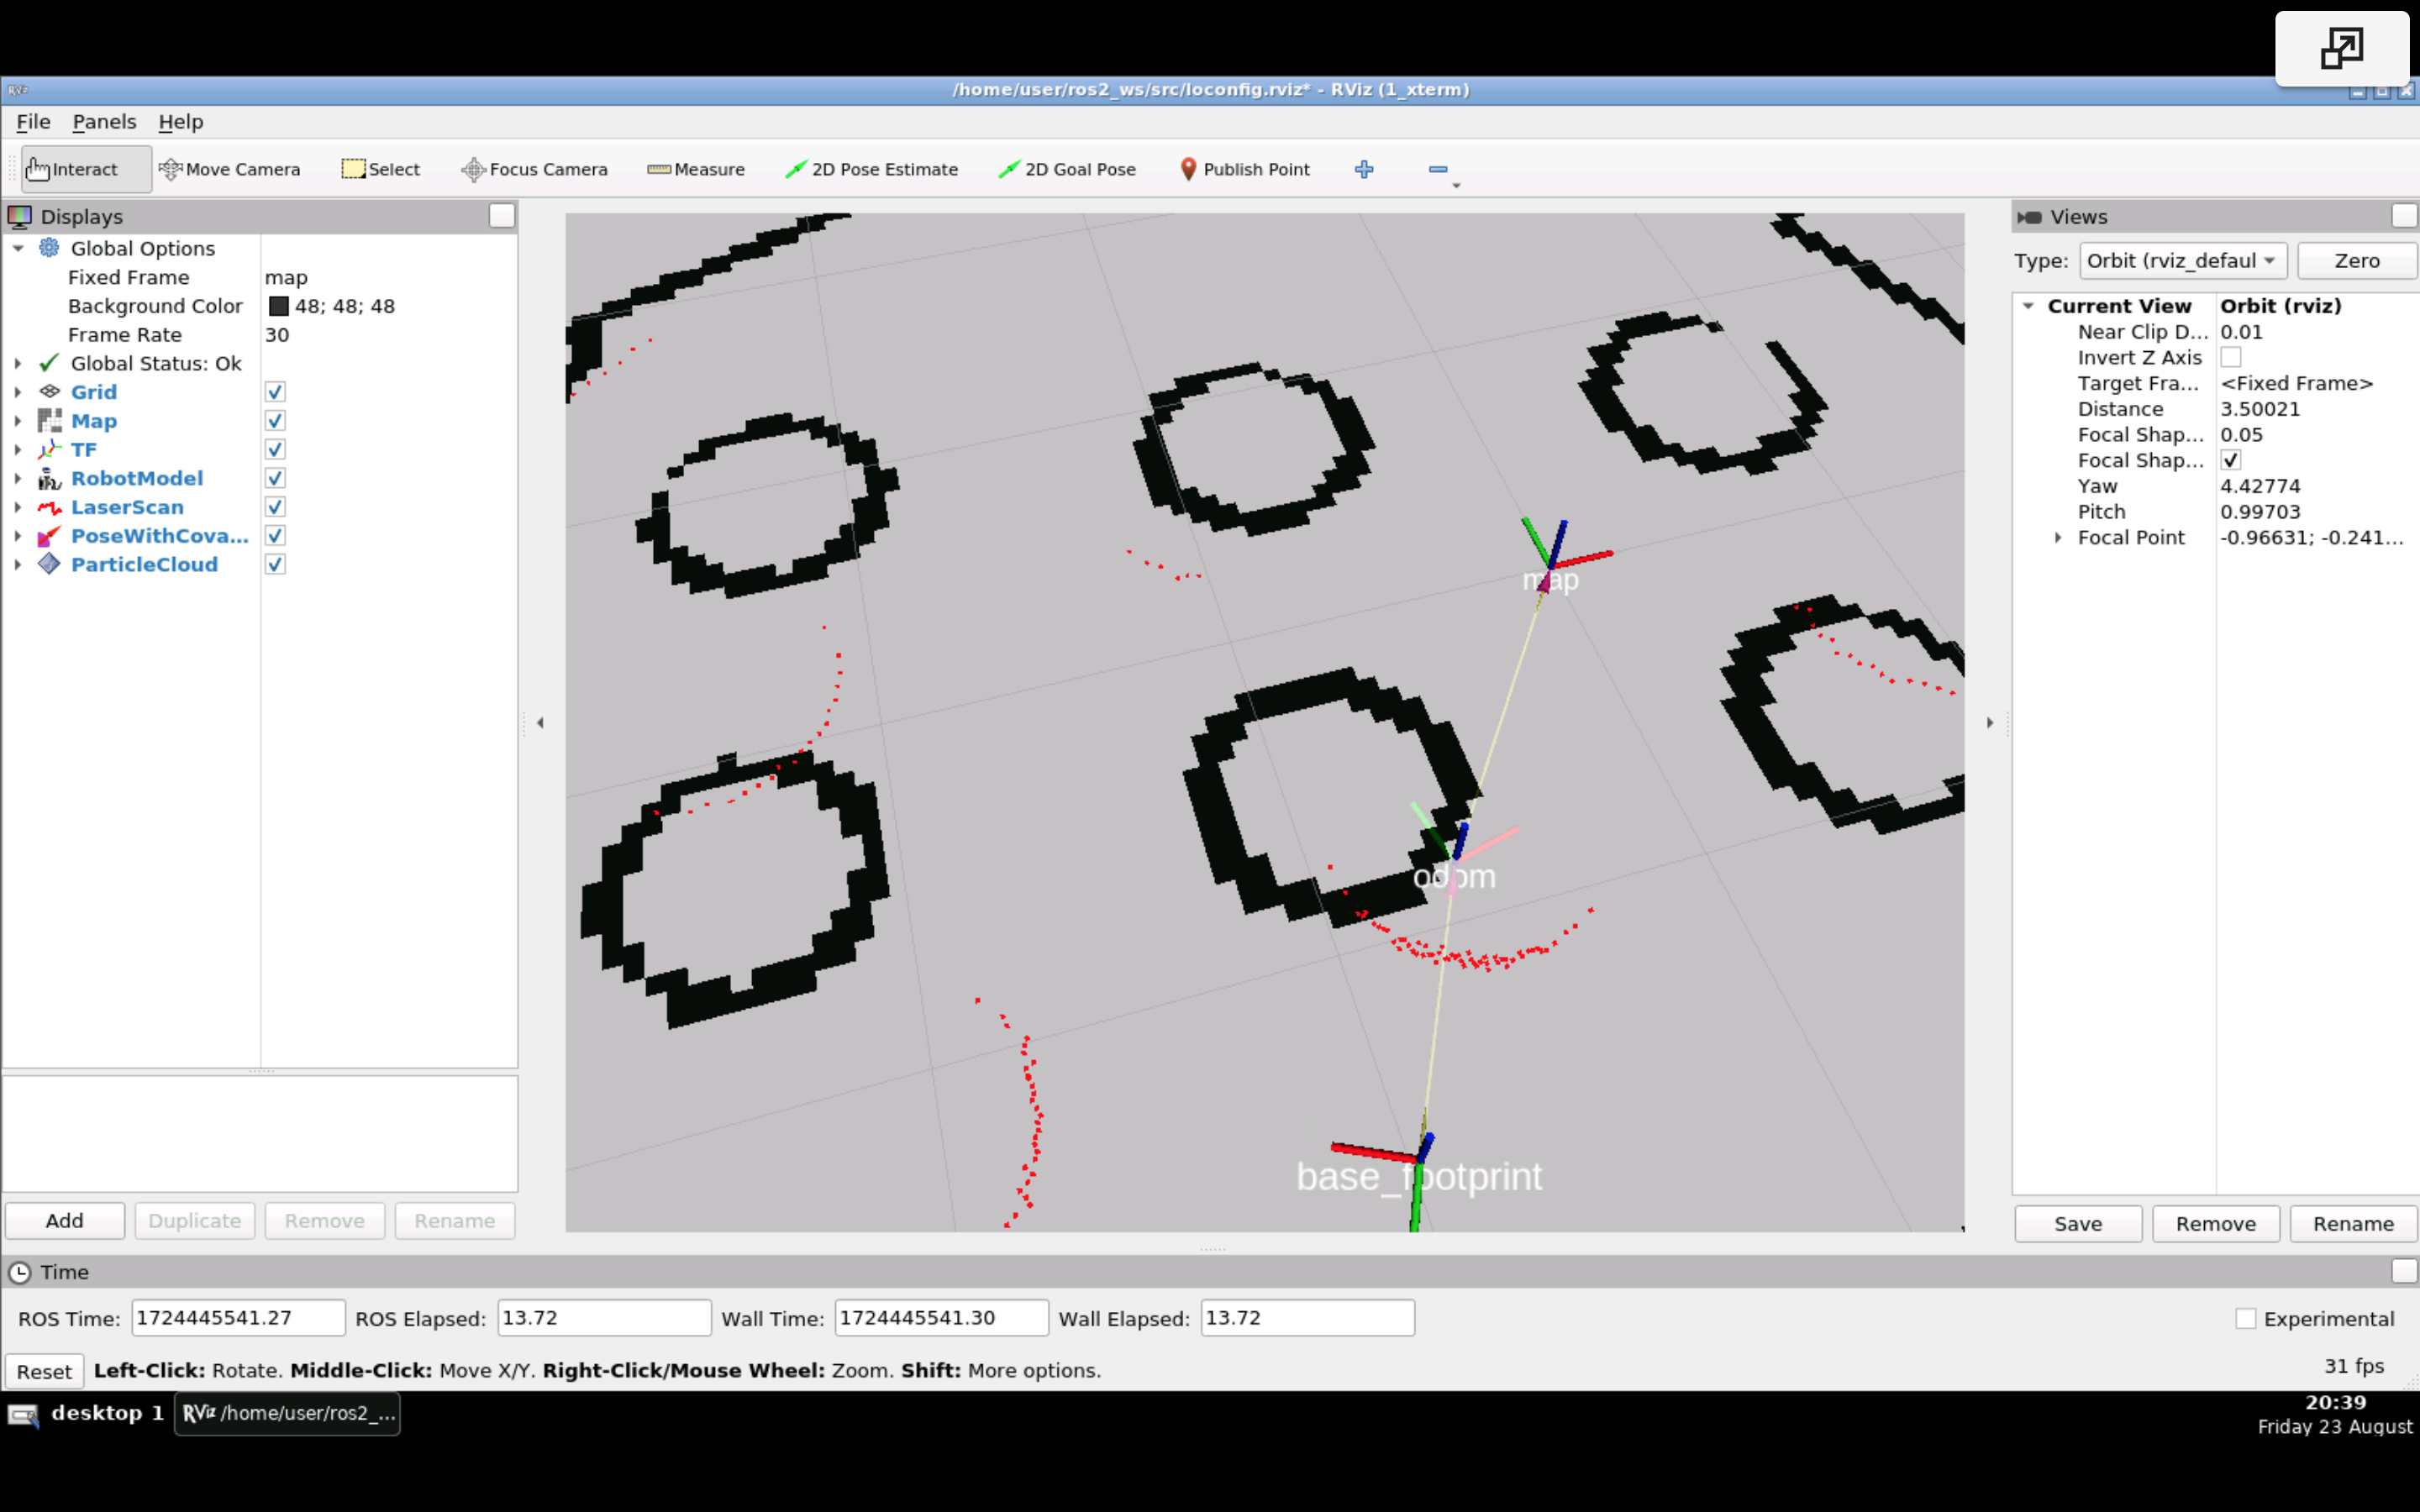 /home/user/ros2_ws/src/loconfig.rviz* - RViz (1_xterm)
File Panels Help
Interact Move Camera Select Focus Camera Measure 2D Pose Estimate 2D Goal Pose Publish Point
Displays
Global Options
Fixed Frame map
Background Color 48; 48; 48
Frame Rate 30
Global Status: Ok
Grid
Map
TF
RobotModel
LaserScan
PoseWithCova...
ParticleCloud
Add Duplicate Remove Rename
map
odom
base_footprint
Views
Type: Orbit (rviz_defaul Zero
Current View Orbit (rviz)
Near Clip D... 0.01
Invert Z Axis
Target Fra... <Fixed Frame>
Distance 3.50021
Focal Shap... 0.05
Focal Shap...
Yaw 4.42774
Pitch 0.99703
Focal Point -0.96631; -0.241...
Save Remove Rename
Time
ROS Time: 1724445541.27 ROS Elapsed: 13.72 Wall Time: 1724445541.30 Wall Elapsed: 13.72 Experimental
Reset Left-Click: Rotate. Middle-Click: Move X/Y. Right-Click/Mouse Wheel: Zoom. Shift: More options. 31 fps
desktop 1 RViz /home/user/ros2_... 20:39
Friday 23 August